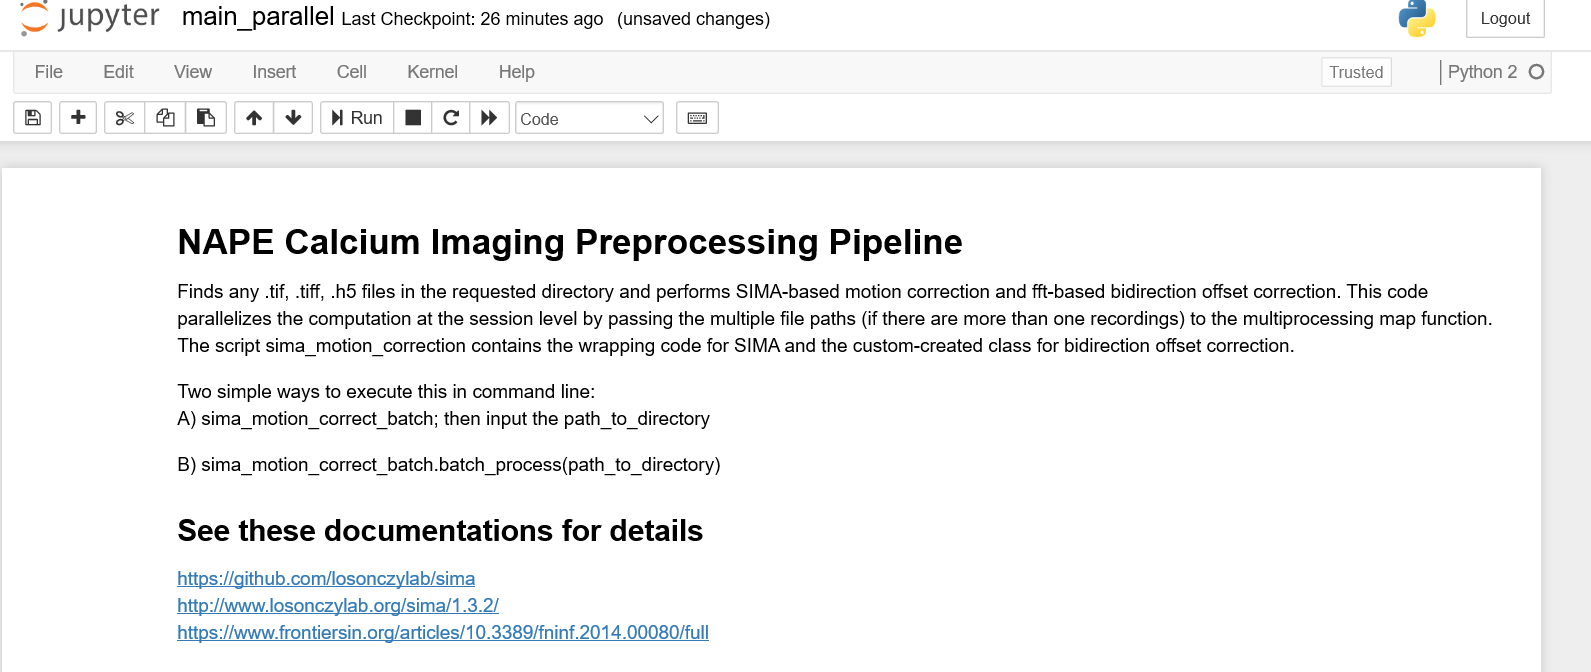 jupyter main_parallel Last Checkpoint: 26 minutes ago (unsaved changes) Logout
File Edit View Insert Cell Kernel Help Trusted Python 2
Run Code
NAPE Calcium Imaging Preprocessing Pipeline
Finds any .tif, .tiff, .h5 files in the requested directory and performs SIMA-based motion correction and fft-based bidirection offset correction. This code
parallelizes the computation at the session level by passing the multiple file paths (if there are more than one recordings) to the multiprocessing map function.
The script sima_motion_correction contains the wrapping code for SIMA and the custom-created class for bidirection offset correction.
Two simple ways to execute this in command line:
A) sima_motion_correct_batch; then input the path_to_directory
B) sima_motion_correct_batch.batch_process(path_to_directory)
See these documentations for details
https://github.com/losonczylab/sima
http://www.losonczylab.org/sima/1.3.2/
https://www.frontiersin.org/articles/10.3389/fninf.2014.00080/full